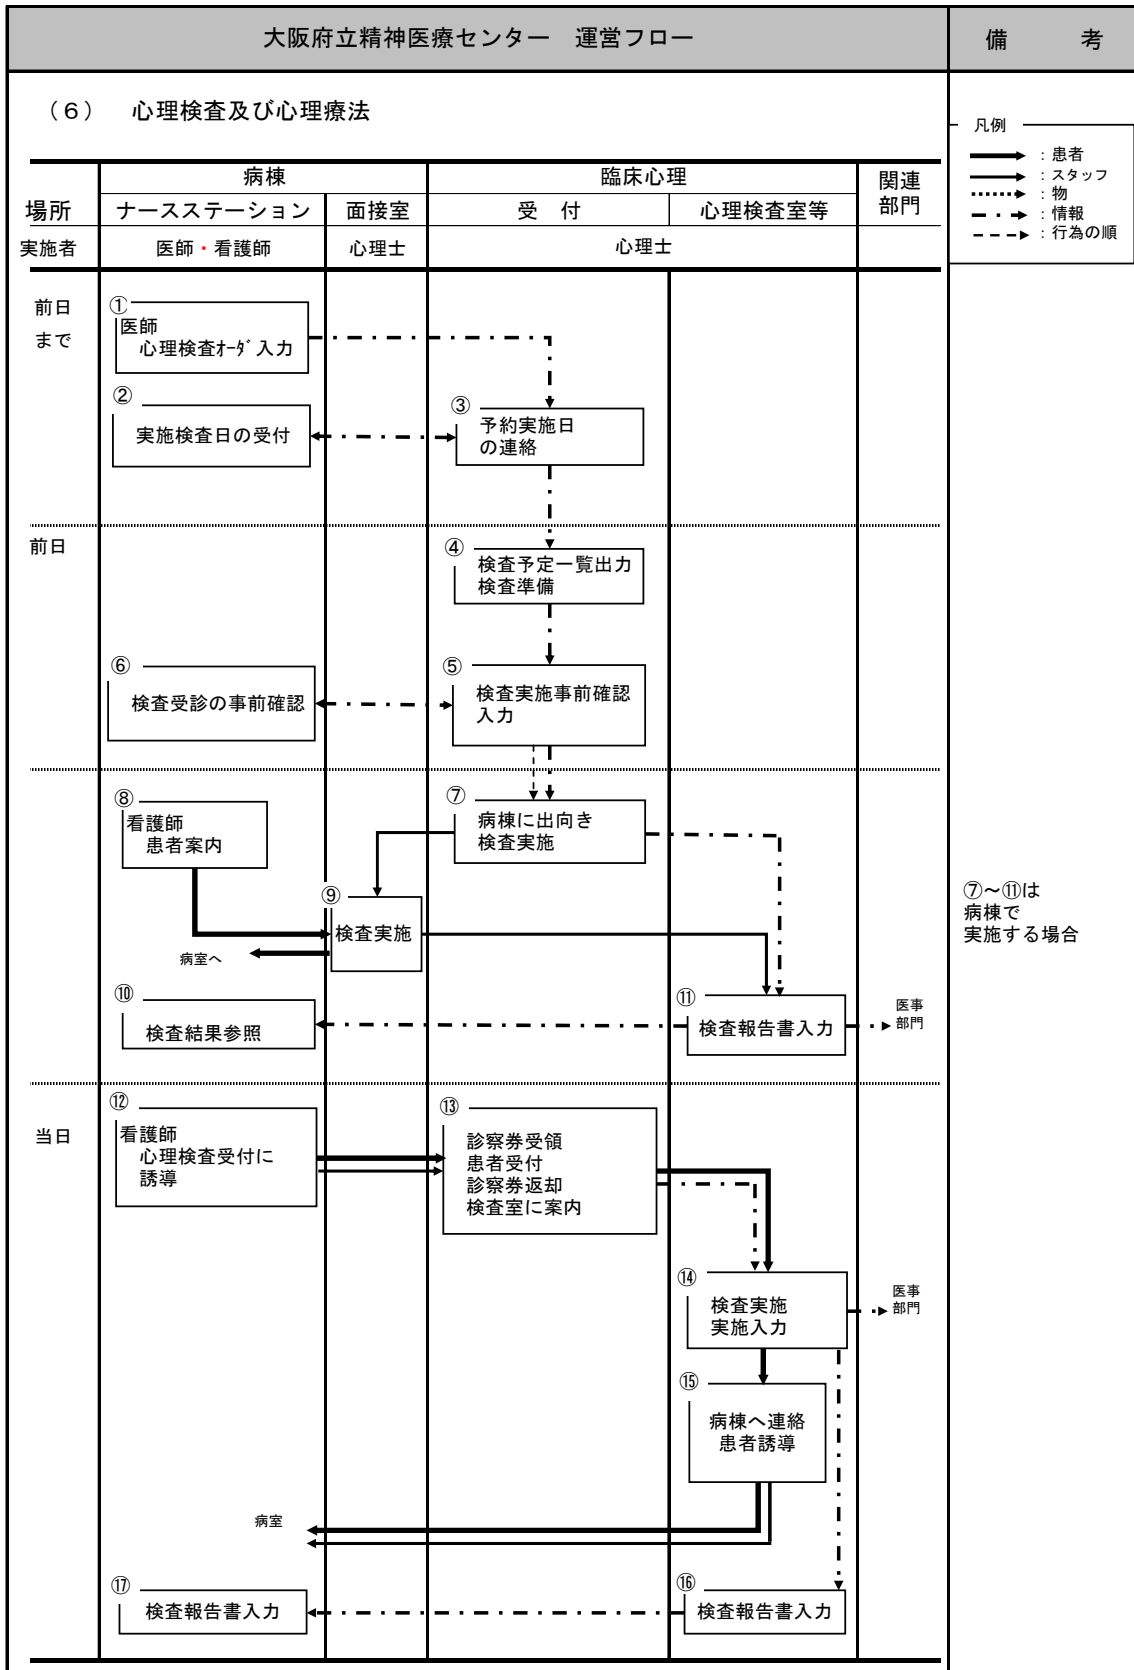 大阪府立精神医療センター　運営フロー
備　考
（６）　心理検査及び心理療法
凡例
：患者
：スタッフ
：物
：情報
：行為の順
病棟
臨床心理
関連
部門
場所
ナースステーション
面接室
受　付
心理検査室等
実施者
医師・看護師
心理士
心理士
前日
まで
①
医師
心理検査ｵｰﾀﾞ入力
②
実施検査日の受付
③
予約実施日
の連絡
前日
④
検査予定一覧出力
検査準備
⑥
検査受診の事前確認
⑤
検査実施事前確認
入力
⑧
看護師
患者案内
⑦
病棟に出向き
検査実施
⑨
検査実施
病室へ
⑦～⑪は
病棟で
実施する場合
⑩
検査結果参照
⑪
検査報告書入力
医事
部門
当日
⑫
看護師
心理検査受付に
誘導
⑬
診察券受領
患者受付
診察券返却
検査室に案内
⑭
検査実施
実施入力
医事
部門
⑮
病棟へ連絡
患者誘導
病室
⑰
検査報告書入力
⑯
検査報告書入力